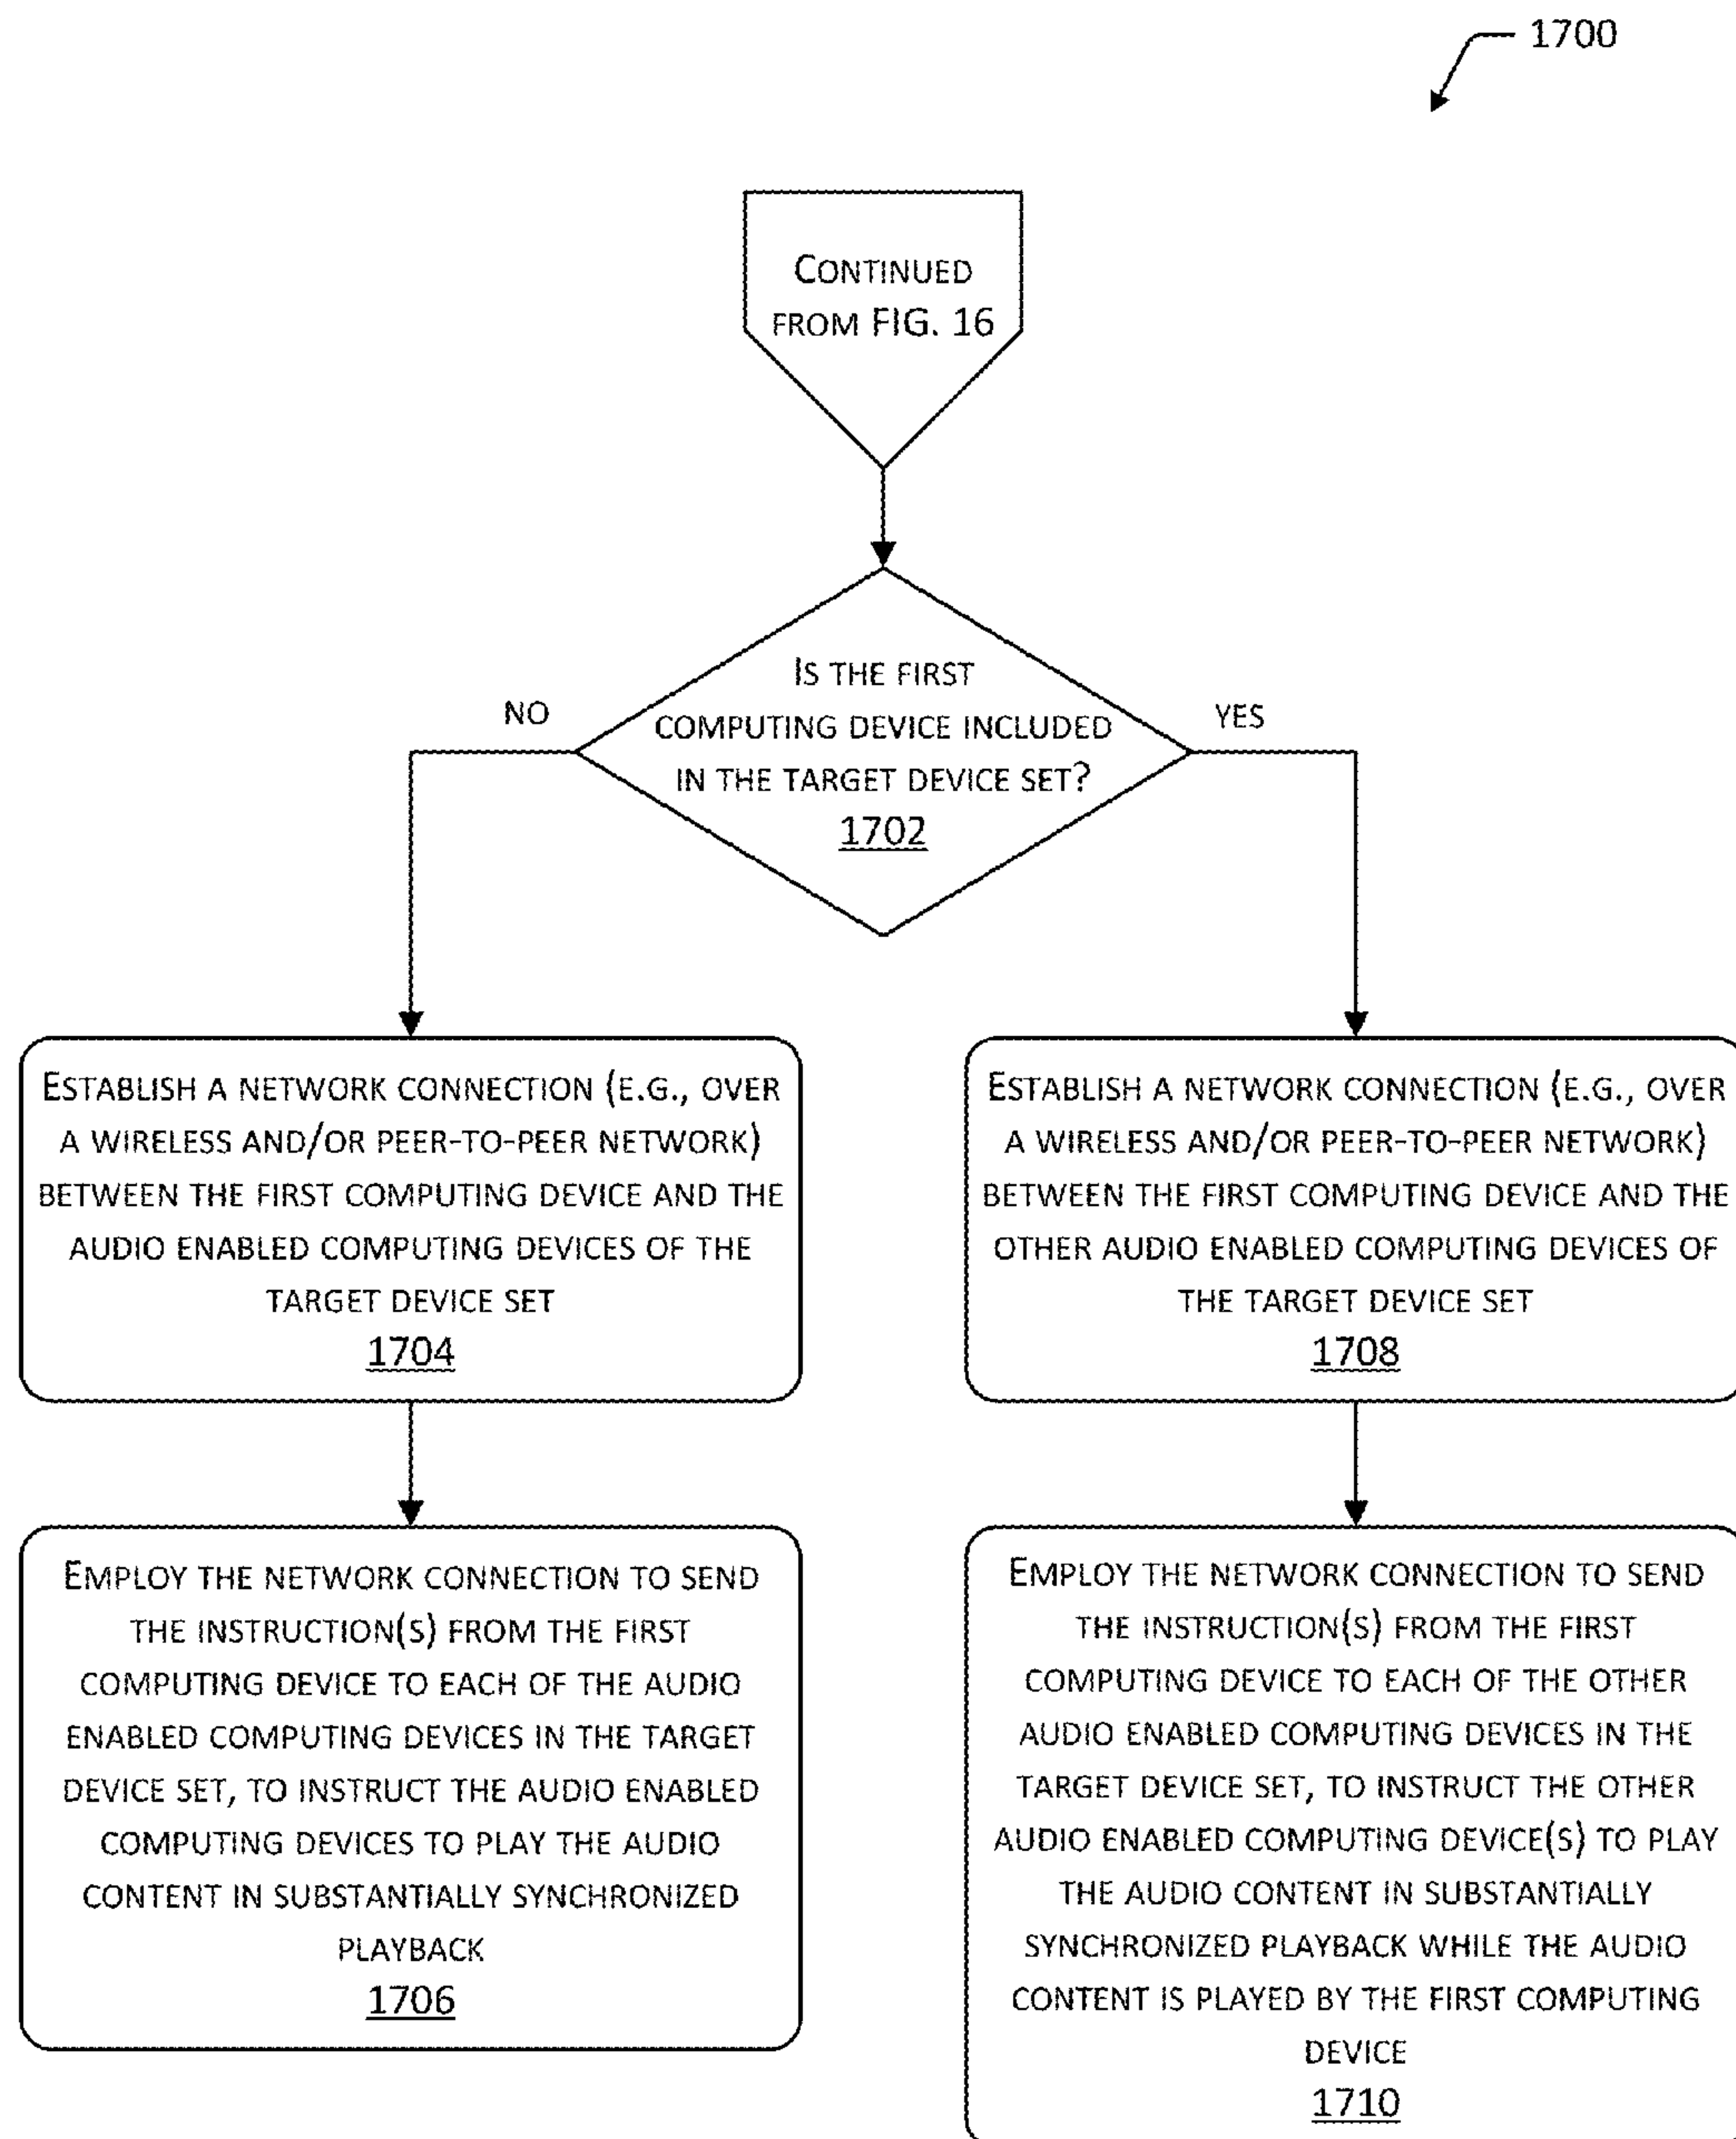 1700
CONTINUED
FROM FIG. 16
IS THE FIRST
COMPUTING DEVICE INCLUDED
IN THE TARGET DEVICE SET?
1702
NO
YES
ESTABLISH A NETWORK CONNECTION (E.G., OVER
A WIRELESS AND/OR PEER-TO-PEER NETWORK)
BETWEEN THE FIRST COMPUTING DEVICE AND THE
AUDIO ENABLED COMPUTING DEVICES OF THE
TARGET DEVICE SET
1704
EMPLOY THE NETWORK CONNECTION TO SEND
THE INSTRUCTION(S) FROM THE FIRST
COMPUTING DEVICE TO EACH OF THE AUDIO
ENABLED COMPUTING DEVICES IN THE TARGET
DEVICE SET, TO INSTRUCT THE AUDIO ENABLED
COMPUTING DEVICES TO PLAY THE AUDIO
CONTENT IN SUBSTANTIALLY SYNCHRONIZED
PLAYBACK
1706
ESTABLISH A NETWORK CONNECTION (E.G., OVER
A WIRELESS AND/OR PEER-TO-PEER NETWORK)
BETWEEN THE FIRST COMPUTING DEVICE AND THE
OTHER AUDIO ENABLED COMPUTING DEVICES OF
THE TARGET DEVICE SET
1708
EMPLOY THE NETWORK CONNECTION TO SEND
THE INSTRUCTION(S) FROM THE FIRST
COMPUTING DEVICE TO EACH OF THE OTHER
AUDIO ENABLED COMPUTING DEVICES IN THE
TARGET DEVICE SET, TO INSTRUCT THE OTHER
AUDIO ENABLED COMPUTING DEVICE(S) TO PLAY
THE AUDIO CONTENT IN SUBSTANTIALLY
SYNCHRONIZED PLAYBACK WHILE THE AUDIO
CONTENT IS PLAYED BY THE FIRST COMPUTING
DEVICE
1710